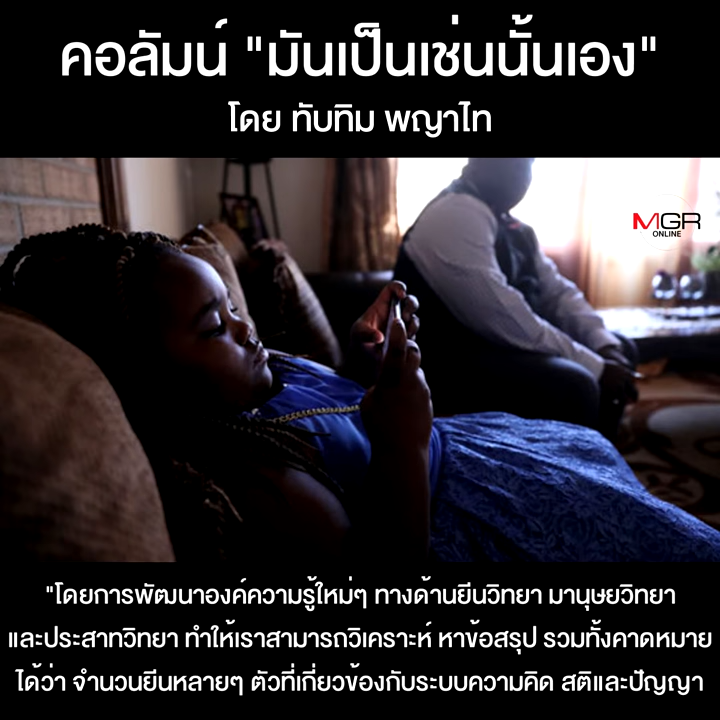 คอลัมน์ "มันเป็นเช่นนั้นเอง"
โดย ทับทิม พญาไท
MGR
ONLINE
"โดยการพัฒนาองค์ความรู้ใหม่ๆ ทางด้านยีนวิทยา มานุษยวิทยา
และประสาทวิทยา ทำให้เราสามารถวิเคราะห์ หาข้อสรุป รวมทั้งคาดหมาย
ได้ว่า จำนวนยีนหลายๆ ตัวที่เกี่ยวข้องกับระบบความคิด สติและปัญญา